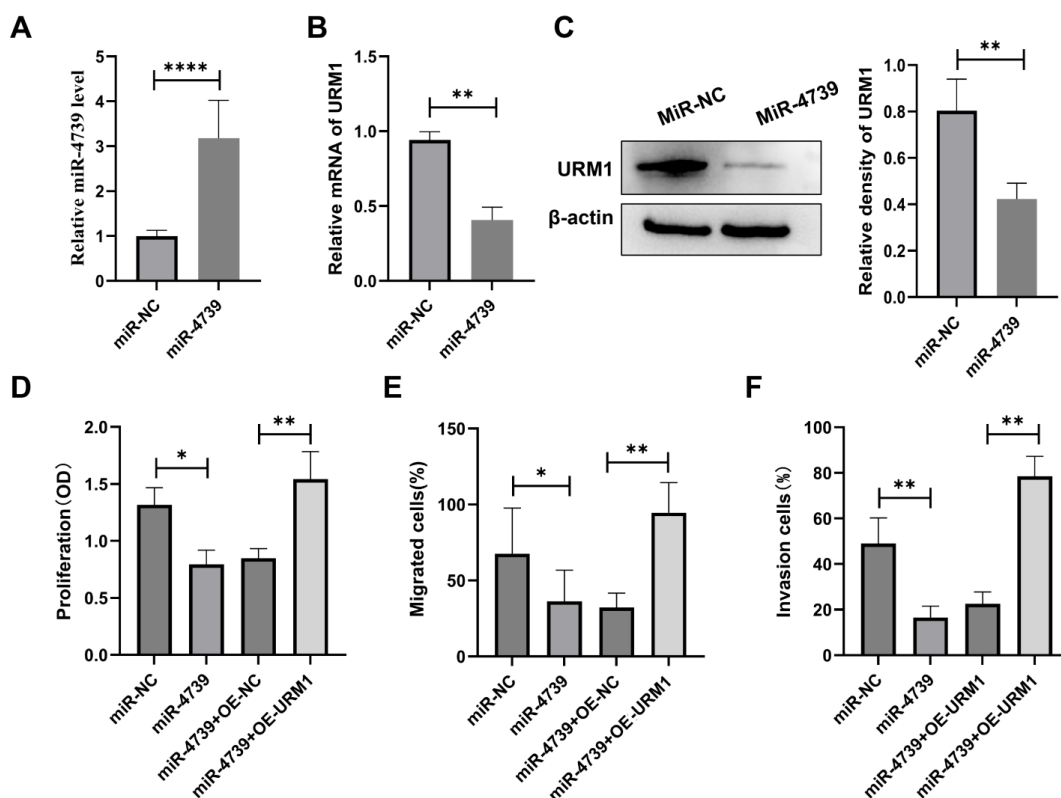 A
Relative miR-4739 level
5
4
3
2
1
0
****
miR-NC
miR-4739
B
Relative mRNA of URM1
1.5
1.0
0.5
0.0
**
miR-NC
miR-4739
C
MiR-NC
MiR-4739
URM1
β-actin
Relative density of URM1
1.0
0.8
0.6
0.4
0.2
0.0
**
miR-NC
miR-4739
D
Proliferation(OD)
2.0
1.5
1.0
0.5
0.0
*
**
miR-NC
miR-4739
miR-4739+OE-NC
miR-4739+OE-URM1
E
Migrated cells(%)
150
100
50
0
*
**
miR-NC
miR-4739
miR-4739+OE-NC
miR-4739+OE-URM1
F
Invasion cells(%)
100
80
60
40
20
0
**
**
miR-NC
miR-4739
miR-4739+OE-URM1
miR-4739+OE-URM1